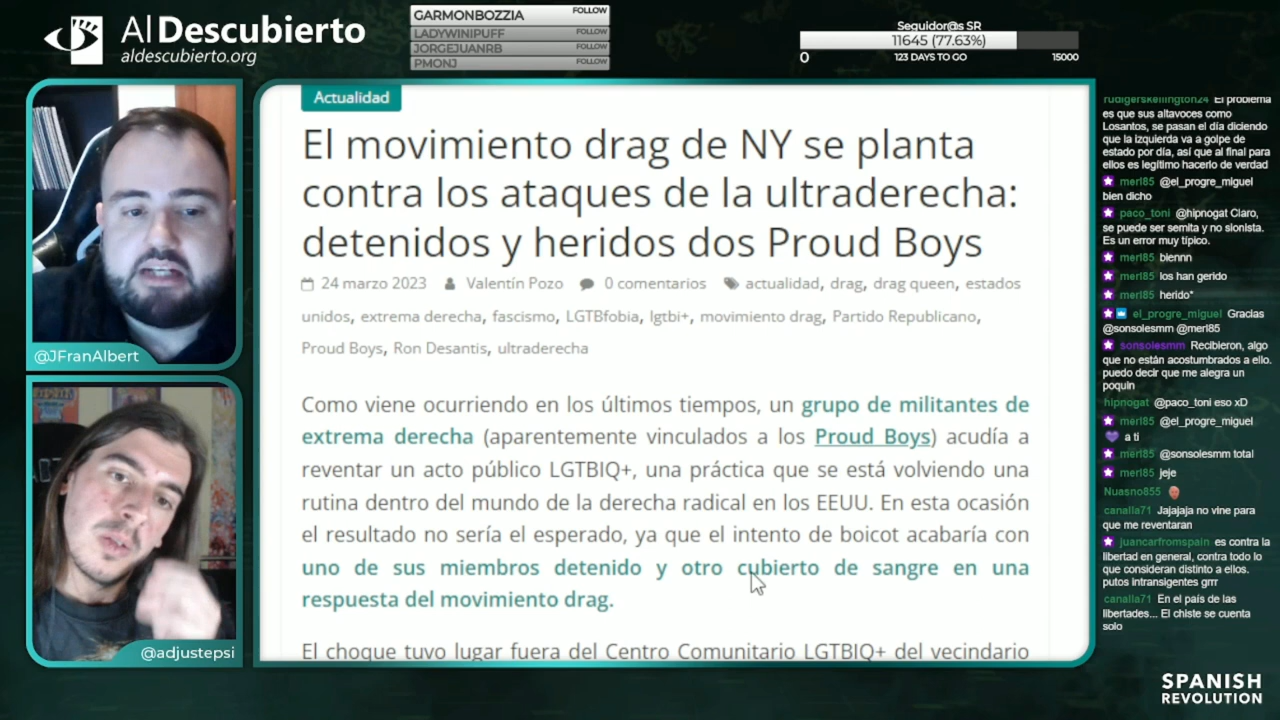 Al Descubierto
aldescubierto.org
GARMONBOZZIA FOLLOW
LADYWINIPUFF FOLLOW
JORGEJUANRB FOLLOW
PMONJ FOLLOW
Seguidor@s SR
11645 (77.63%)
0 123 DAYS TO GO 15000
@JFranAlbert
@adjustepsi
Actualidad
El movimiento drag de NY se planta
contra los ataques de la ultraderecha:
detenidos y heridos dos Proud Boys
24 marzo 2023 Valentín Pozo 0 comentarios actualidad, drag, drag queen, estados
unidos, extrema derecha, fascismo, LGTBfobia, lgtbi+, movimiento drag, Partido Republicano,
Proud Boys, Ron Desantis, ultraderecha
Como viene ocurriendo en los últimos tiempos, un grupo de militantes de
extrema derecha (aparentemente vinculados a los Proud Boys) acudía a
reventar un acto público LGTBIQ+, una práctica que se está volviendo una
rutina dentro del mundo de la derecha radical en los EEUU. En esta ocasión
el resultado no sería el esperado, ya que el intento de boicot acabaría con
uno de sus miembros detenido y otro cubierto de sangre en una
respuesta del movimiento drag.
El choque tuvo lugar fuera del Centro Comunitario LGTBIQ+ del vecindario
rudigerskellington24 El problema
es que sus altavoces como
Losantos, se pasan el día diciendo
que la izquierda va a golpe de
estado por día, así que al final para
ellos es legítimo hacerlo de verdad
merl85 @el_progre_miguel
bien dicho
paco_toni @hipnogat Claro,
se puede ser semita y no sionista.
Es un error muy típico.
merl85 biennn
merl85 los han gerido
merl85 herido*
el_progre_miguel Gracias
@sonsolesmm @merl85
sonsolesmm Recibieron, algo
que no están acostumbrados a ello.
puedo decir que me alegra un
poquin
hipnogat @paco_toni eso xD
merl85 @el_progre_miguel
a ti
merl85 @sonsolesmm total
merl85 jeje
Nuasno855
canalla71 Jajajaja no vine para
que me reventaran
juancarfromspain es contra la
libertad en general, contra todo lo
que consideran distinto a ellos.
putos intransigentes grrr
canalla71 En el país de las
libertades... El chiste se cuenta
solo
SPANISH
REVOLUTION